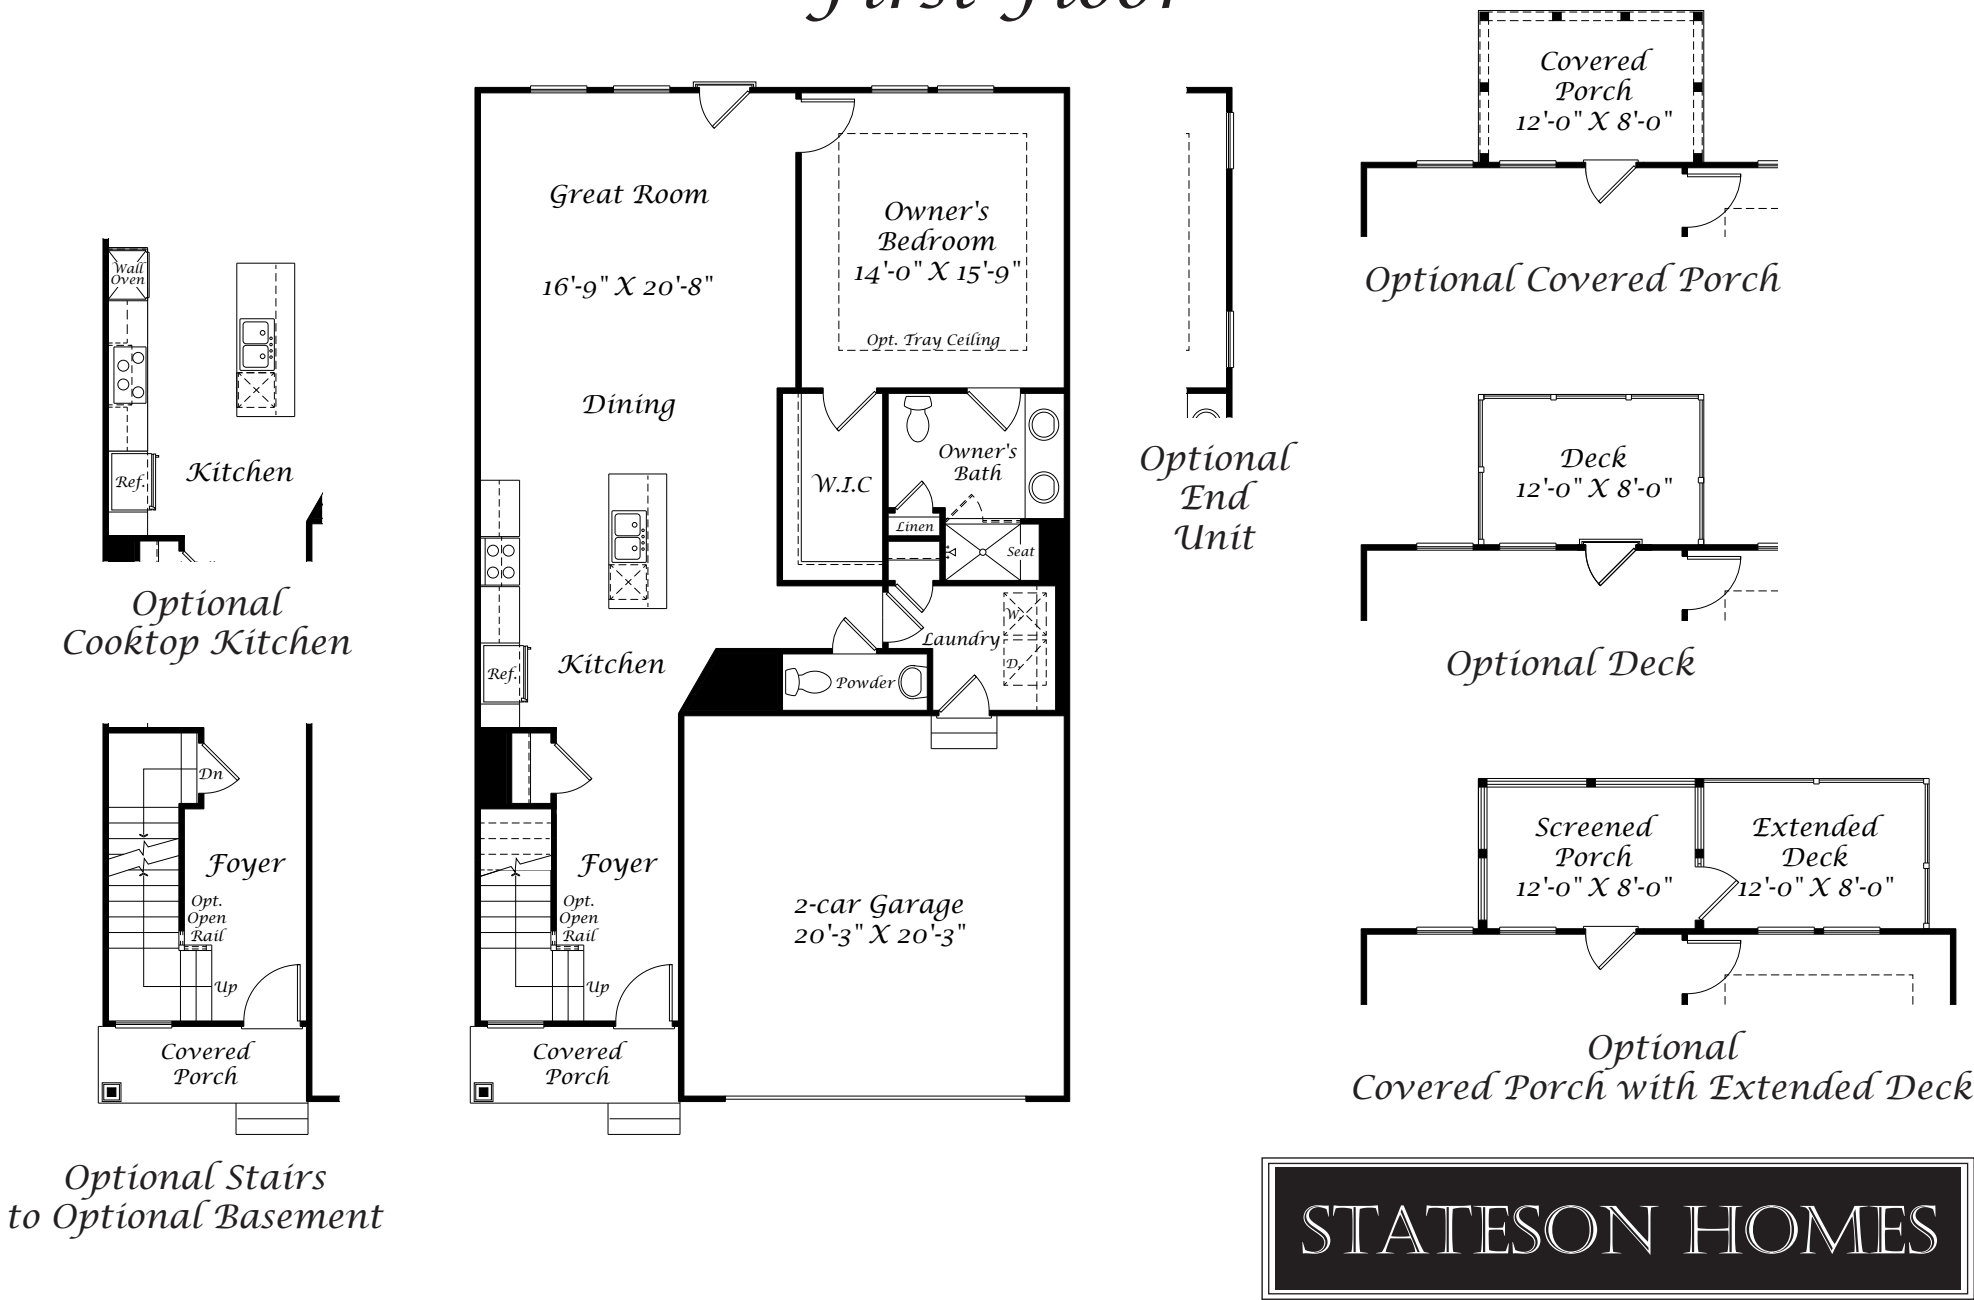 First Floor
Great Room
16'-9" X 20'-8"
Owner's
Bedroom
14'-0" X 15'-9"
Opt. Tray Ceiling
Dining
W.I.C
Owner's
Bath
Linen
Seat
Laundry
W.
D.
Powder
Kitchen
Ref.
Foyer
Opt.
Open
Rail
Up
Covered
Porch
2-car Garage
20'-3" X 20'-3"
Wall
Oven
Ref.
Kitchen
Optional
Cooktop Kitchen
Dn
Foyer
Opt.
Open
Rail
Up
Covered
Porch
Optional Stairs
to Optional Basement
Optional
End
Unit
Covered
Porch
12'-0" X 8'-0"
Optional Covered Porch
Deck
12'-0" X 8'-0"
Optional Deck
Screened
Porch
12'-0" X 8'-0"
Extended
Deck
12'-0" X 8'-0"
Optional
Covered Porch with Extended Deck
STATESON HOMES